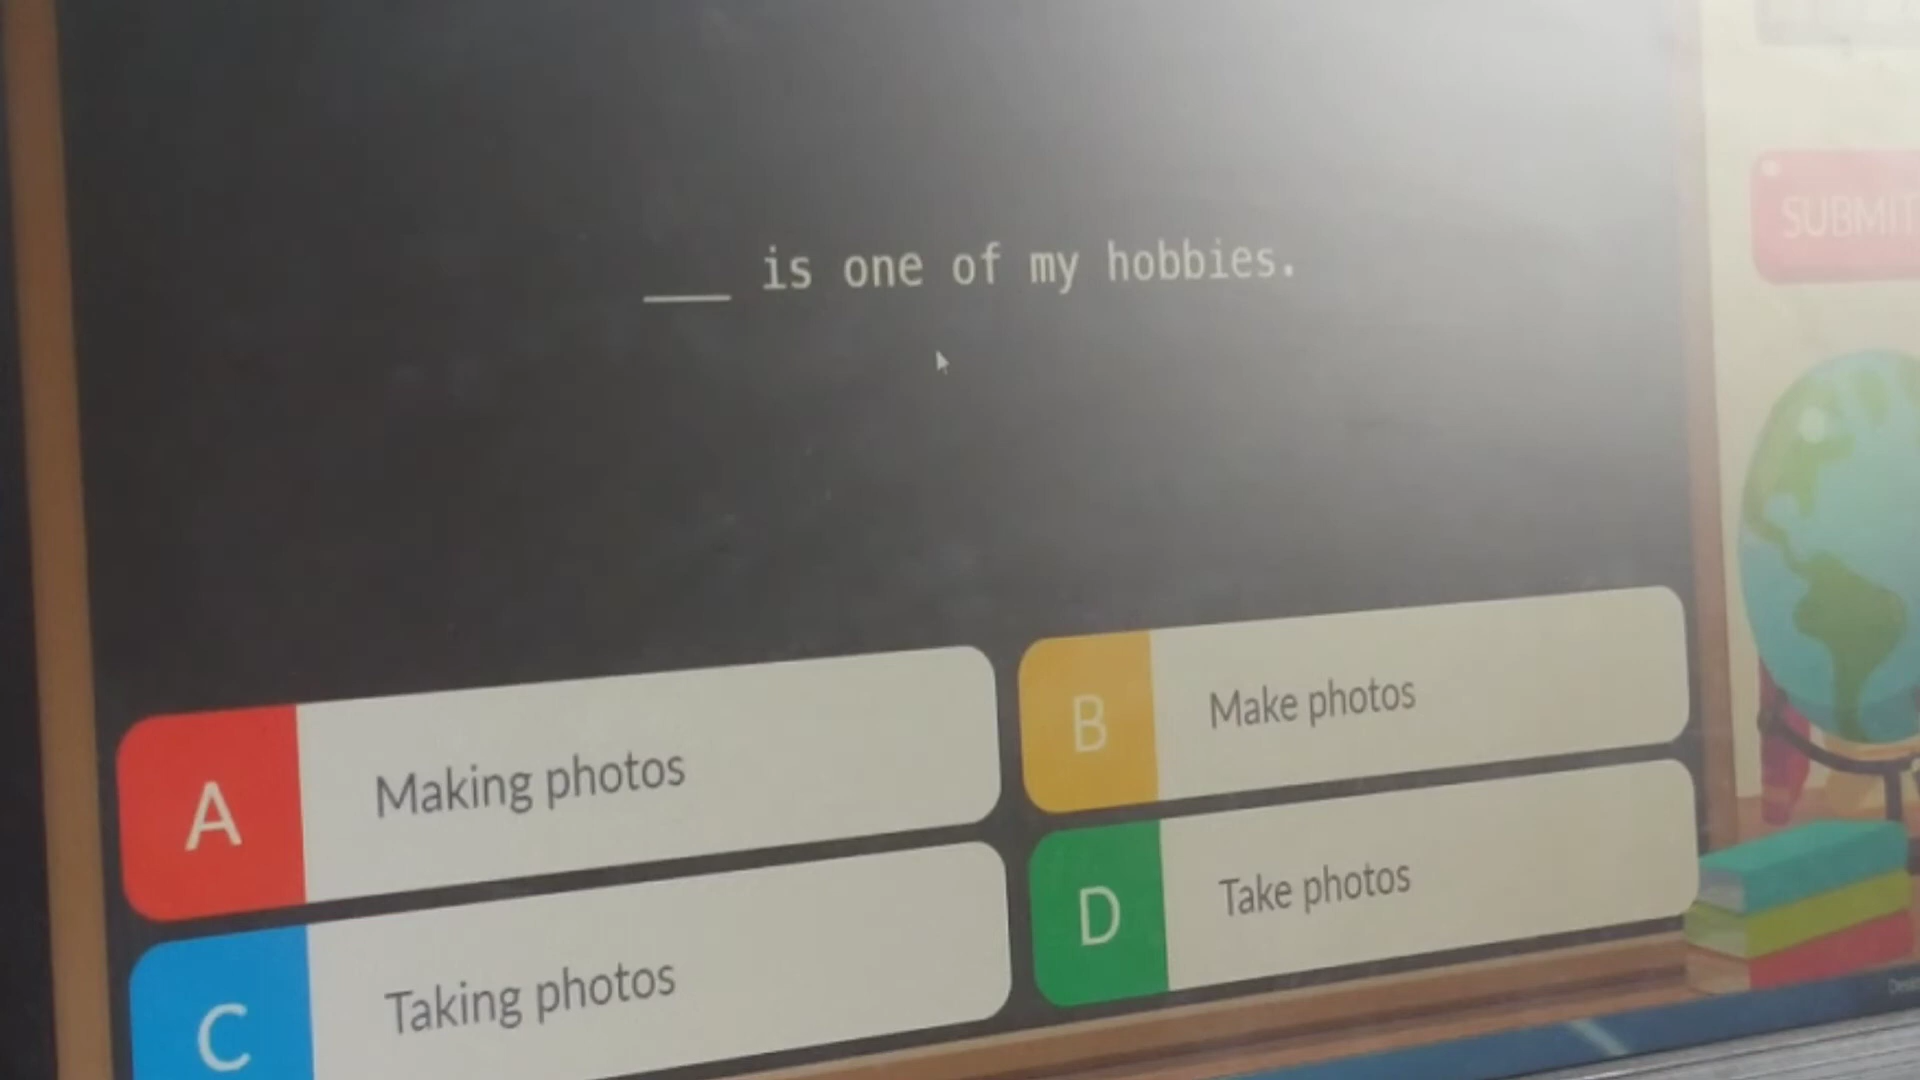 ___ is one of my hobbies.
SUBMIT
A Making photos
B Make photos
C Taking photos
D Take photos